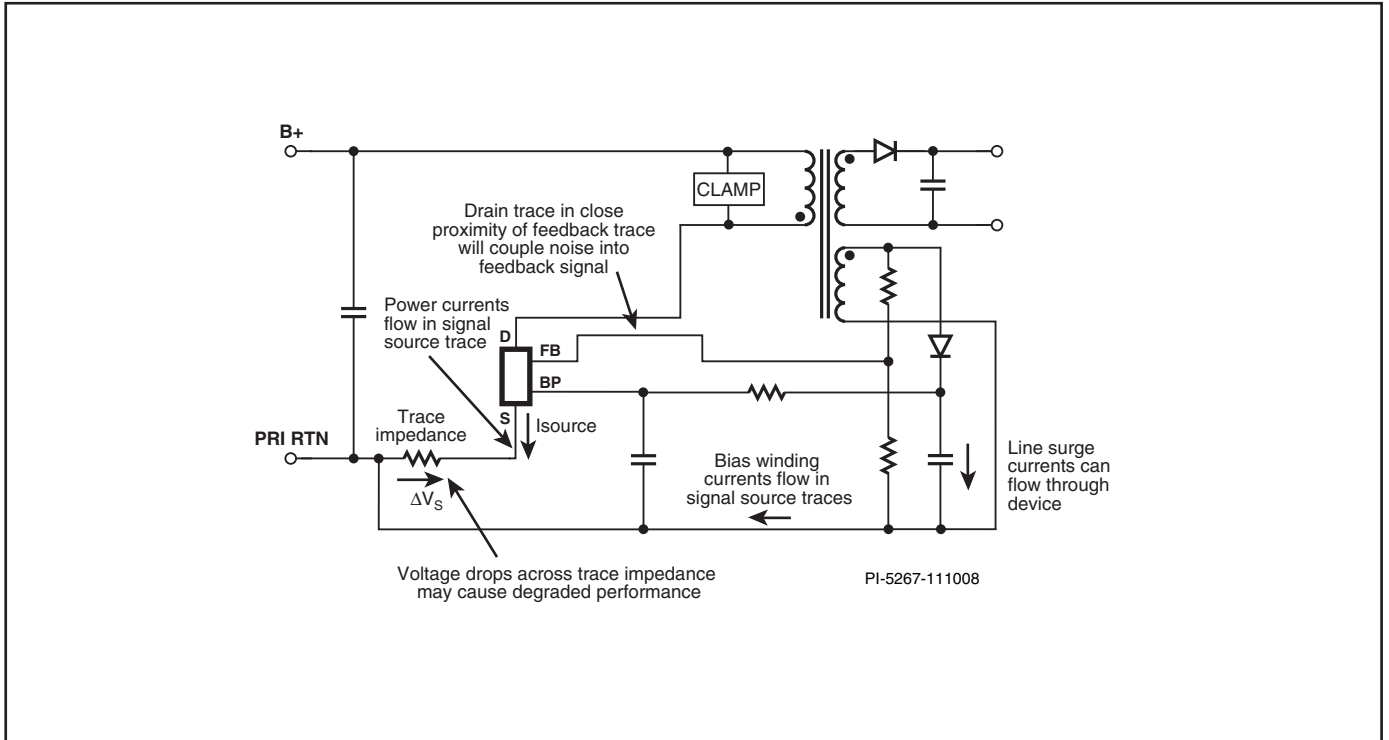 B+
CLAMP
Drain trace in close
proximity of feedback trace
will couple noise into
feedback signal
Power currents
flow in signal
source trace
D
FB
BP
S
Isource
Trace
impedance
PRI RTN
ΔVS
Bias winding
currents flow in
signal source traces
Line surge
currents can
flow through
device
Voltage drops across trace impedance
may cause degraded performance
PI-5267-111008